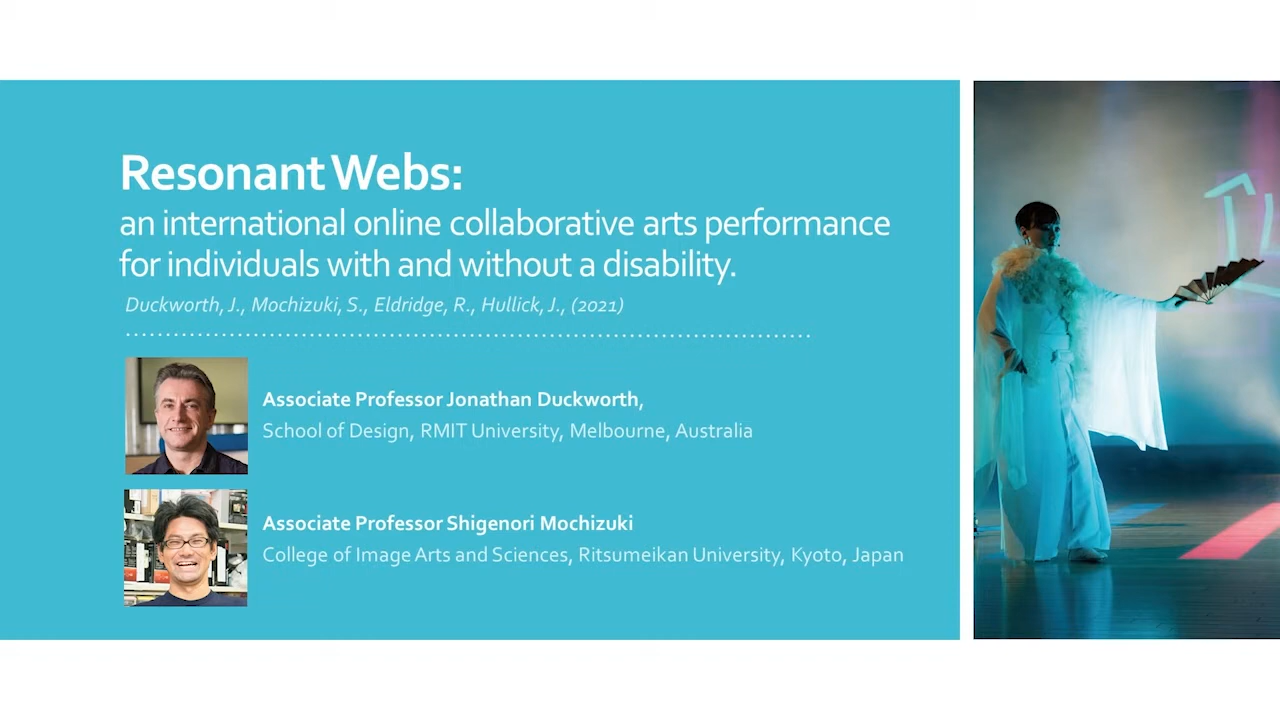 Resonant Webs:
an international online collaborative arts performance
for individuals with and without a disability.
Duckworth, J., Mochizuki, S., Eldridge, R., Hullick, J., (2021)
Associate Professor Jonathan Duckworth,
School of Design, RMIT University, Melbourne, Australia
Associate Professor Shigenori Mochizuki
College of Image Arts and Sciences, Ritsumeikan University, Kyoto, Japan